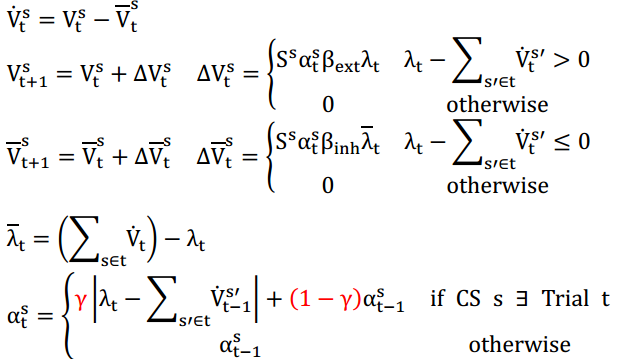 V̇ₜˢ = Vₜˢ − V̅ₜˢ
Vₜ₊₁ˢ = Vₜˢ + ΔVₜˢ ΔVₜˢ = { Sˢαₜˢβ_ext λₜ λₜ − ∑_{s′∈t} V̇ₜˢ′ > 0
0 otherwise
V̅ₜ₊₁ˢ = V̅ₜˢ + ΔV̅ₜˢ ΔV̅ₜˢ = { Sˢαₜˢβ_inh λ̅ₜ λₜ − ∑_{s′∈t} V̇ₜˢ′ ≤ 0
0 otherwise
λ̅ₜ = (∑_{s∈t} V̇ₜ) − λₜ
αₜˢ = { γ |λₜ − ∑_{s′∈t} V̇ₜ₋₁ˢ′| + (1 − γ)αₜ₋₁ˢ if CS s ∃ Trial t
αₜ₋₁ˢ otherwise